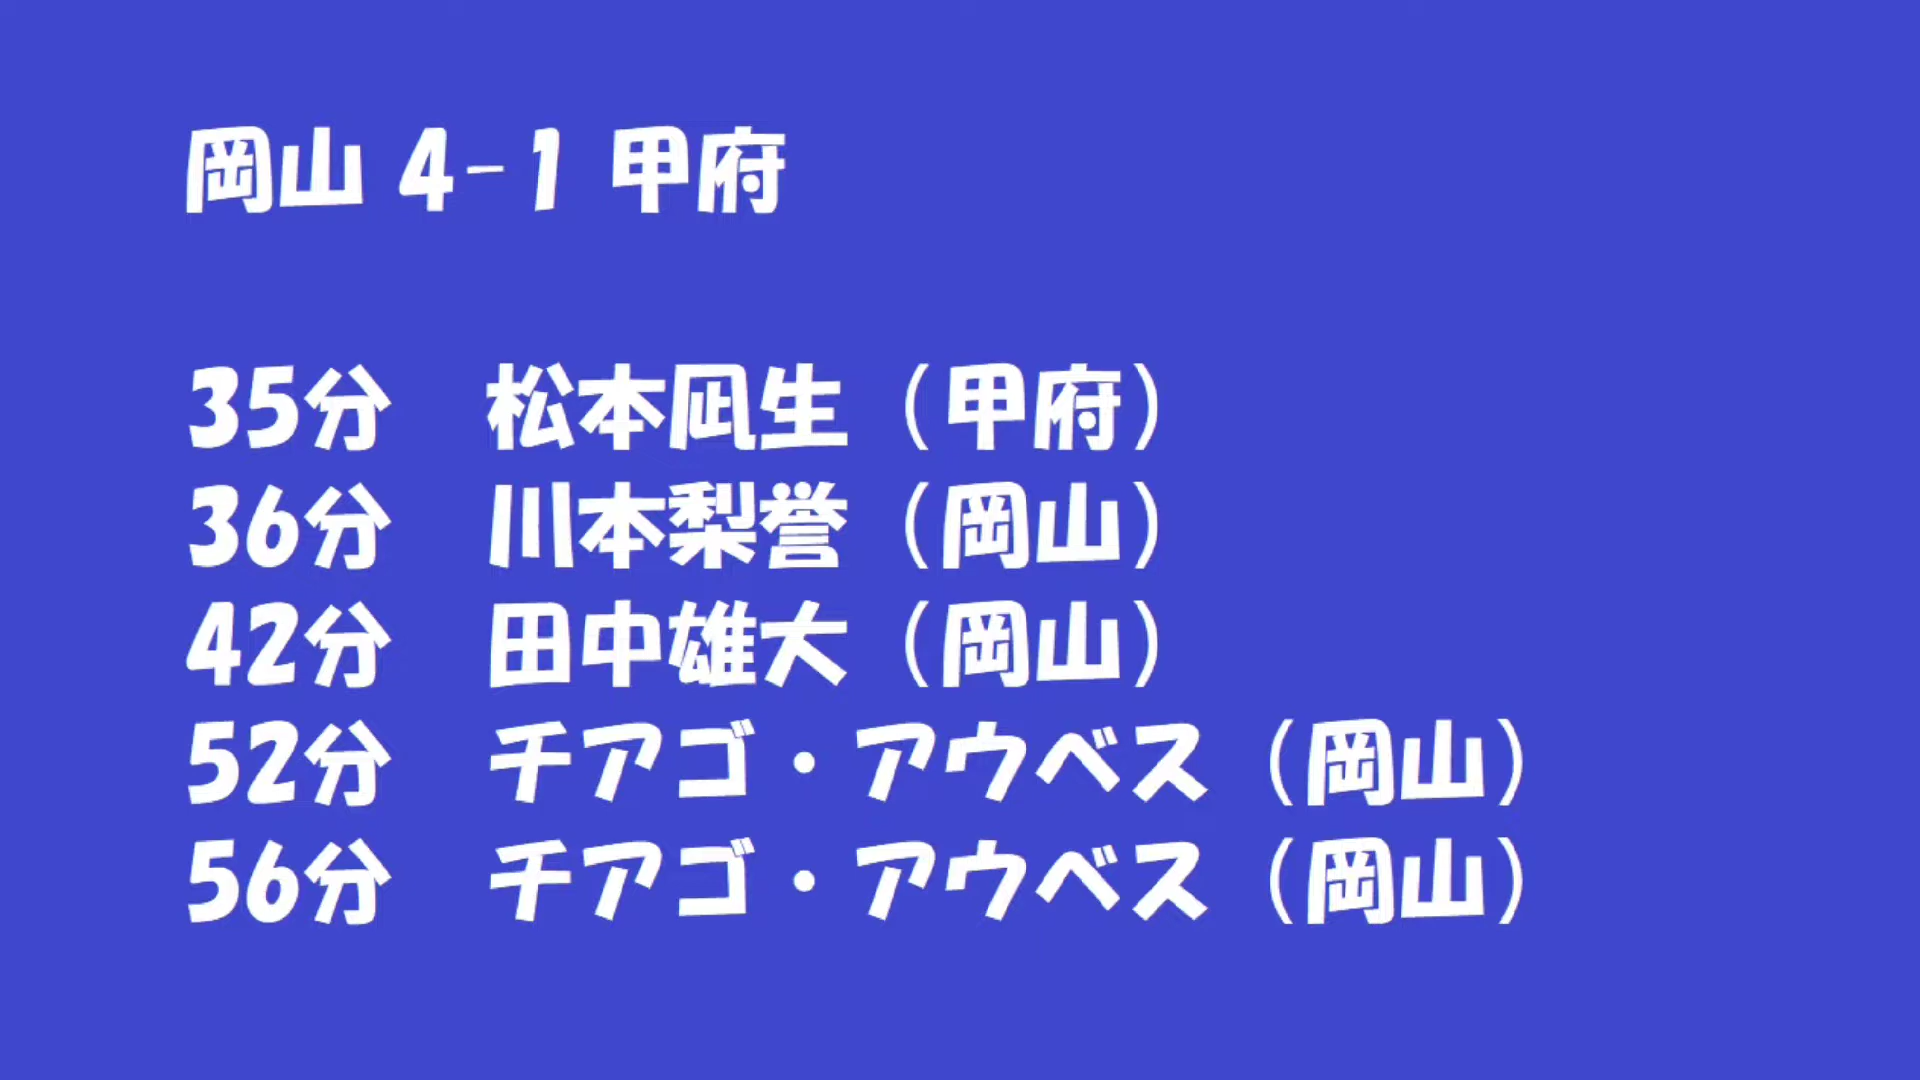 岡山 4-1 甲府
35分　松本凪生（甲府）
36分　川本梨誉（岡山）
42分　田中雄大（岡山）
52分　チアゴ・アウベス（岡山）
56分　チアゴ・アウベス（岡山）